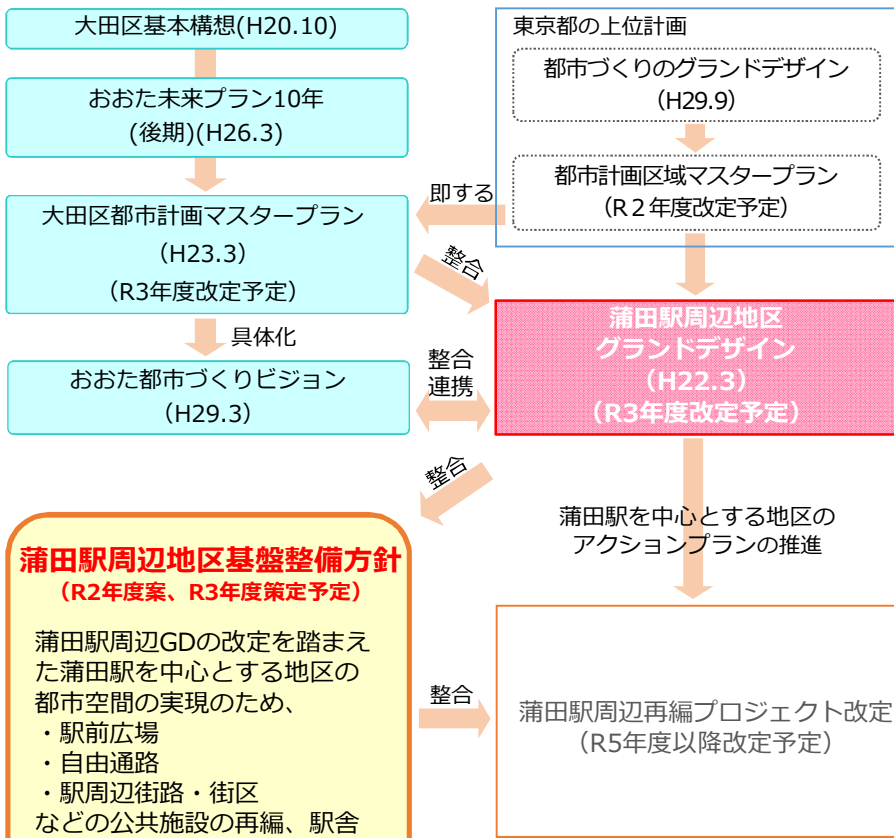 大田区基本構想(H20.10)
おおた未来プラン10年
(後期)(H26.3)
大田区都市計画マスタープラン
（H23.3）
（R3年度改定予定）
具体化
おおた都市づくりビジョン
（H29.3）
東京都の上位計画
都市づくりのグランドデザイン
（H29.9）
都市計画区域マスタープラン
（R２年度改定予定）
即する
整合
蒲田駅周辺地区
グランドデザイン
（H22.3）
（R3年度改定予定）
整合
連携
整合
蒲田駅を中心とする地区の
アクションプランの推進
蒲田駅周辺地区基盤整備方針
（R2年度案、R3年度策定予定）
蒲田駅周辺GDの改定を踏まえ
た蒲田駅を中心とする地区の
都市空間の実現のため、
・駅前広場
・自由通路
・駅周辺街路・街区
などの公共施設の再編、駅舎
整合
蒲田駅周辺再編プロジェクト改定
（R5年度以降改定予定）